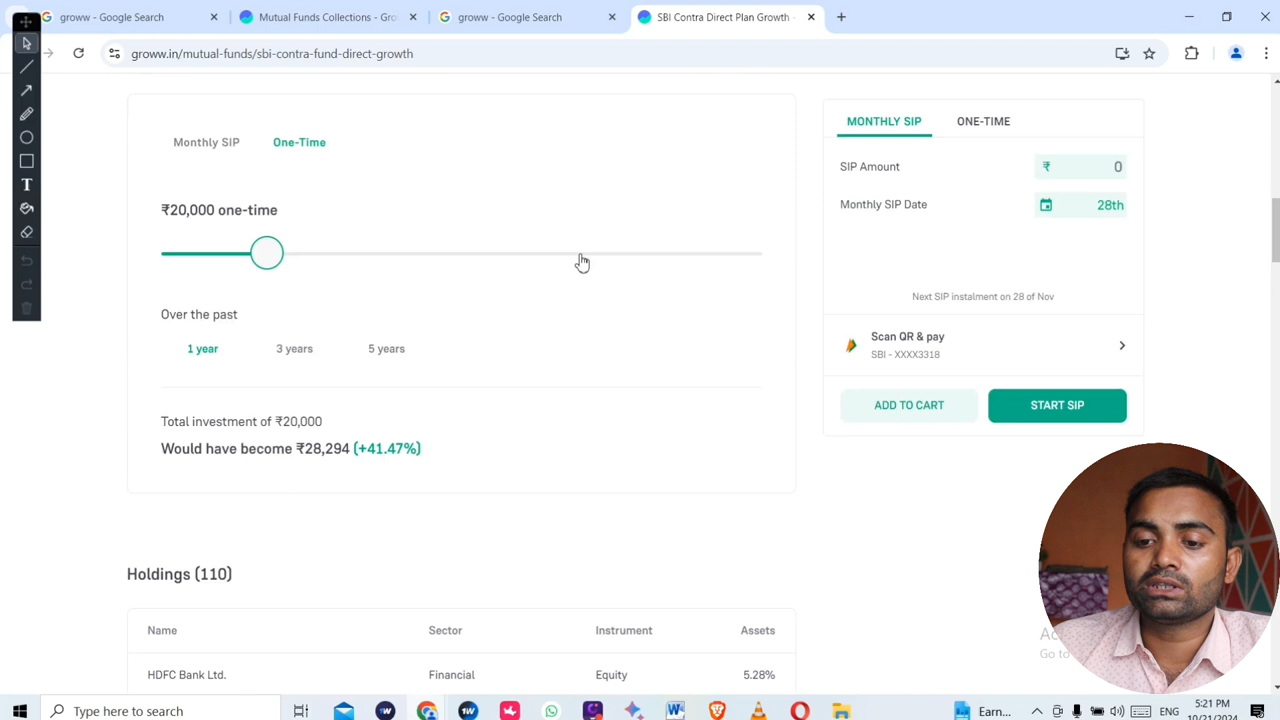 groww - Google Search
Mutual Funds Collections - Gro
groww - Google Search
SBI Contra Direct Plan Growth -
groww.in/mutual-funds/sbi-contra-fund-direct-growth
Monthly SIP
One-Time
₹20,000 one-time
Over the past
1 year
3 years
5 years
Total investment of ₹20,000
Would have become ₹28,294 (+41.47%)
MONTHLY SIP
ONE-TIME
SIP Amount
₹ 0
Monthly SIP Date
28th
Next SIP instalment on 28 of Nov
Scan QR & pay
SBI - XXXX3318
ADD TO CART
START SIP
Holdings (110)
Name Sector Instrument Assets
HDFC Bank Ltd. Financial Equity 5.28%
Go to
Type here to search
Earn...
ENG
5:21 PM